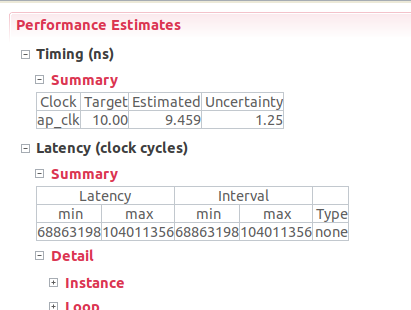 Performance Estimates
Timing (ns)
Summary
Clock Target Estimated Uncertainty
ap_clk 10.00 9.459 1.25
Latency (clock cycles)
Summary
Latency Interval
min max min max Type
68863198 104011356 68863198 104011356 none
Detail
Instance
Loop